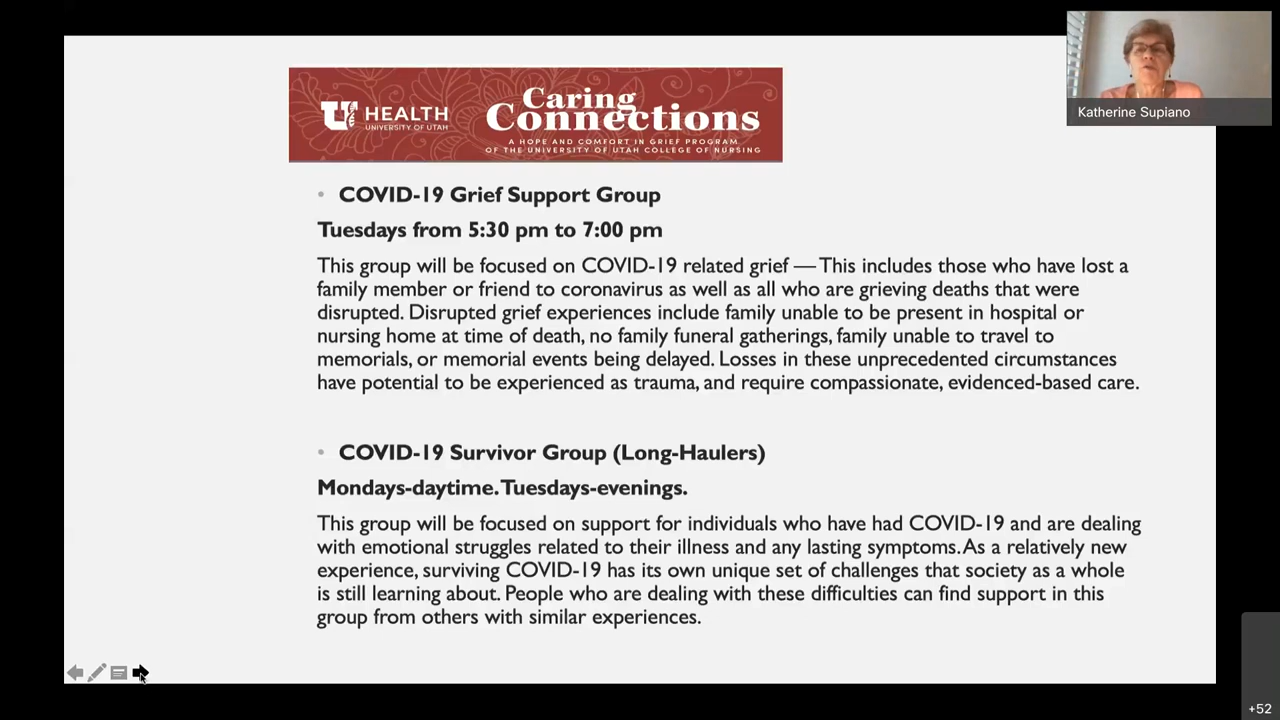 HEALTH
UNIVERSITY OF UTAH
Caring
Connections
A HOPE AND COMFORT IN GRIEF PROGRAM
OF THE UNIVERSITY OF UTAH COLLEGE OF NURSING
Katherine Supiano
• COVID-19 Grief Support Group
Tuesdays from 5:30 pm to 7:00 pm
This group will be focused on COVID-19 related grief — This includes those who have lost a
family member or friend to coronavirus as well as all who are grieving deaths that were
disrupted. Disrupted grief experiences include family unable to be present in hospital or
nursing home at time of death, no family funeral gatherings, family unable to travel to
memorials, or memorial events being delayed. Losses in these unprecedented circumstances
have potential to be experienced as trauma, and require compassionate, evidenced-based care.
• COVID-19 Survivor Group (Long-Haulers)
Mondays-daytime. Tuesdays-evenings.
This group will be focused on support for individuals who have had COVID-19 and are dealing
with emotional struggles related to their illness and any lasting symptoms. As a relatively new
experience, surviving COVID-19 has its own unique set of challenges that society as a whole
is still learning about. People who are dealing with these difficulties can find support in this
group from others with similar experiences.
+52